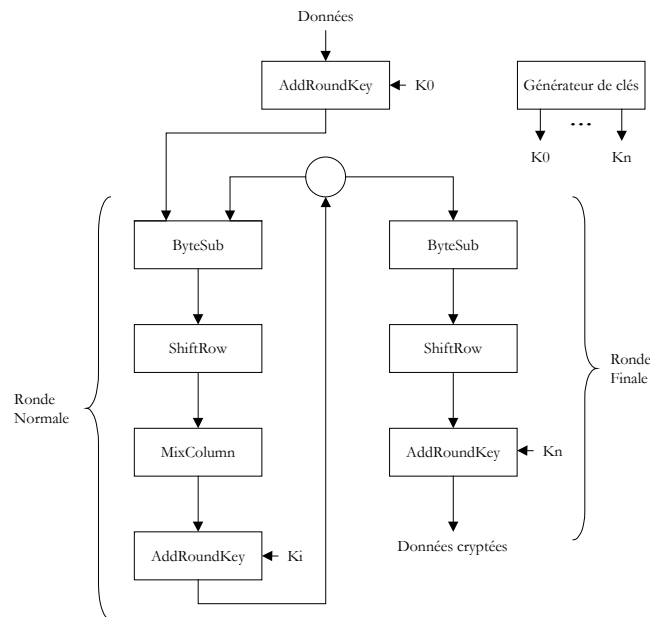 Données
AddRoundKey
K0
Générateur de clés
...
K0
Kn
ByteSub
ByteSub
ShiftRow
ShiftRow
Ronde
Normale
Ronde
Finale
MixColumn
AddRoundKey
Kn
AddRoundKey
Ki
Données cryptées